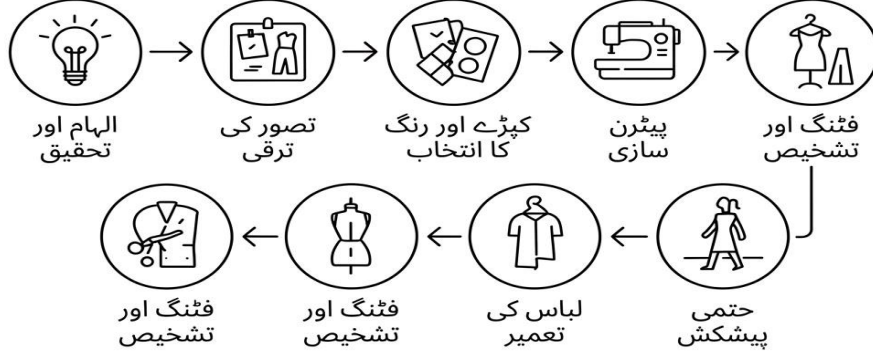 الہام اور
تحقیق
تصور کی
ترقی
کپڑے اور رنگ
کا انتخاب
پیٹرن
سازی
فٹنگ اور
تشخیص
حتمی
پیشکش
لباس کی
تعمیر
فٹنگ اور
تشخیص
فٹنگ اور
تشخیص